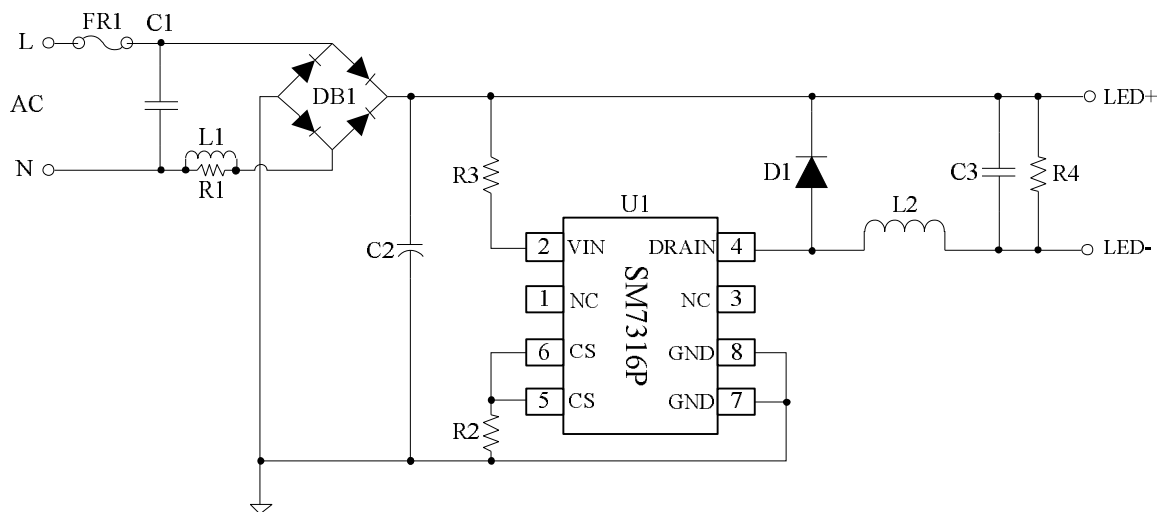 FR1
C1
L
AC
N
DB1
L1
R1
C2
R3
U1
2 VIN
DRAIN 4
1 NC
NC 3
6 CS
GND 8
5 CS
GND 7
SM7316P
R2
D1
L2
C3
R4
LED+
LED-